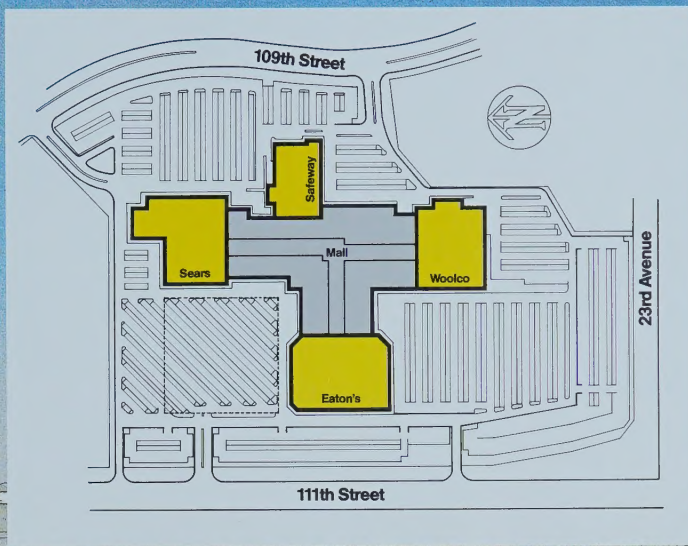 109th Street
N
Safeway
Mall
Sears
Woolco
23rd Avenue
Eaton's
111th Street